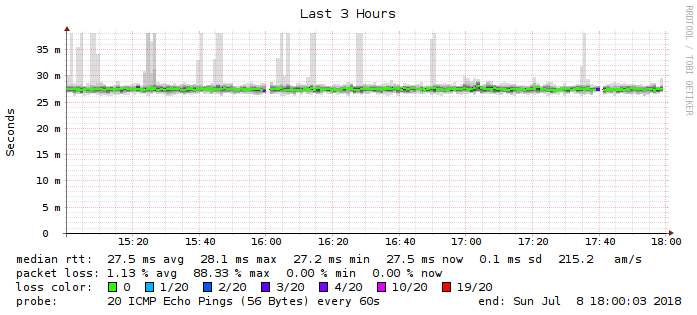 Last 3 Hours
RRDTOOL / TOBI OETIKER
Seconds
35 m
30 m
25 m
20 m
15 m
10 m
5 m
0
15:20 15:40 16:00 16:20 16:40 17:00 17:20 17:40 18:00
median rtt: 27.5 ms avg 28.1 ms max 27.2 ms min 27.5 ms now 0.1 ms sd 215.2 am/s
packet loss: 1.13 % avg 88.33 % max 0.00 % min 0.00 % now
loss color: 0 1/20 2/20 3/20 4/20 10/20 19/20
probe: 20 ICMP Echo Pings (56 Bytes) every 60s end: Sun Jul 8 18:00:03 2018